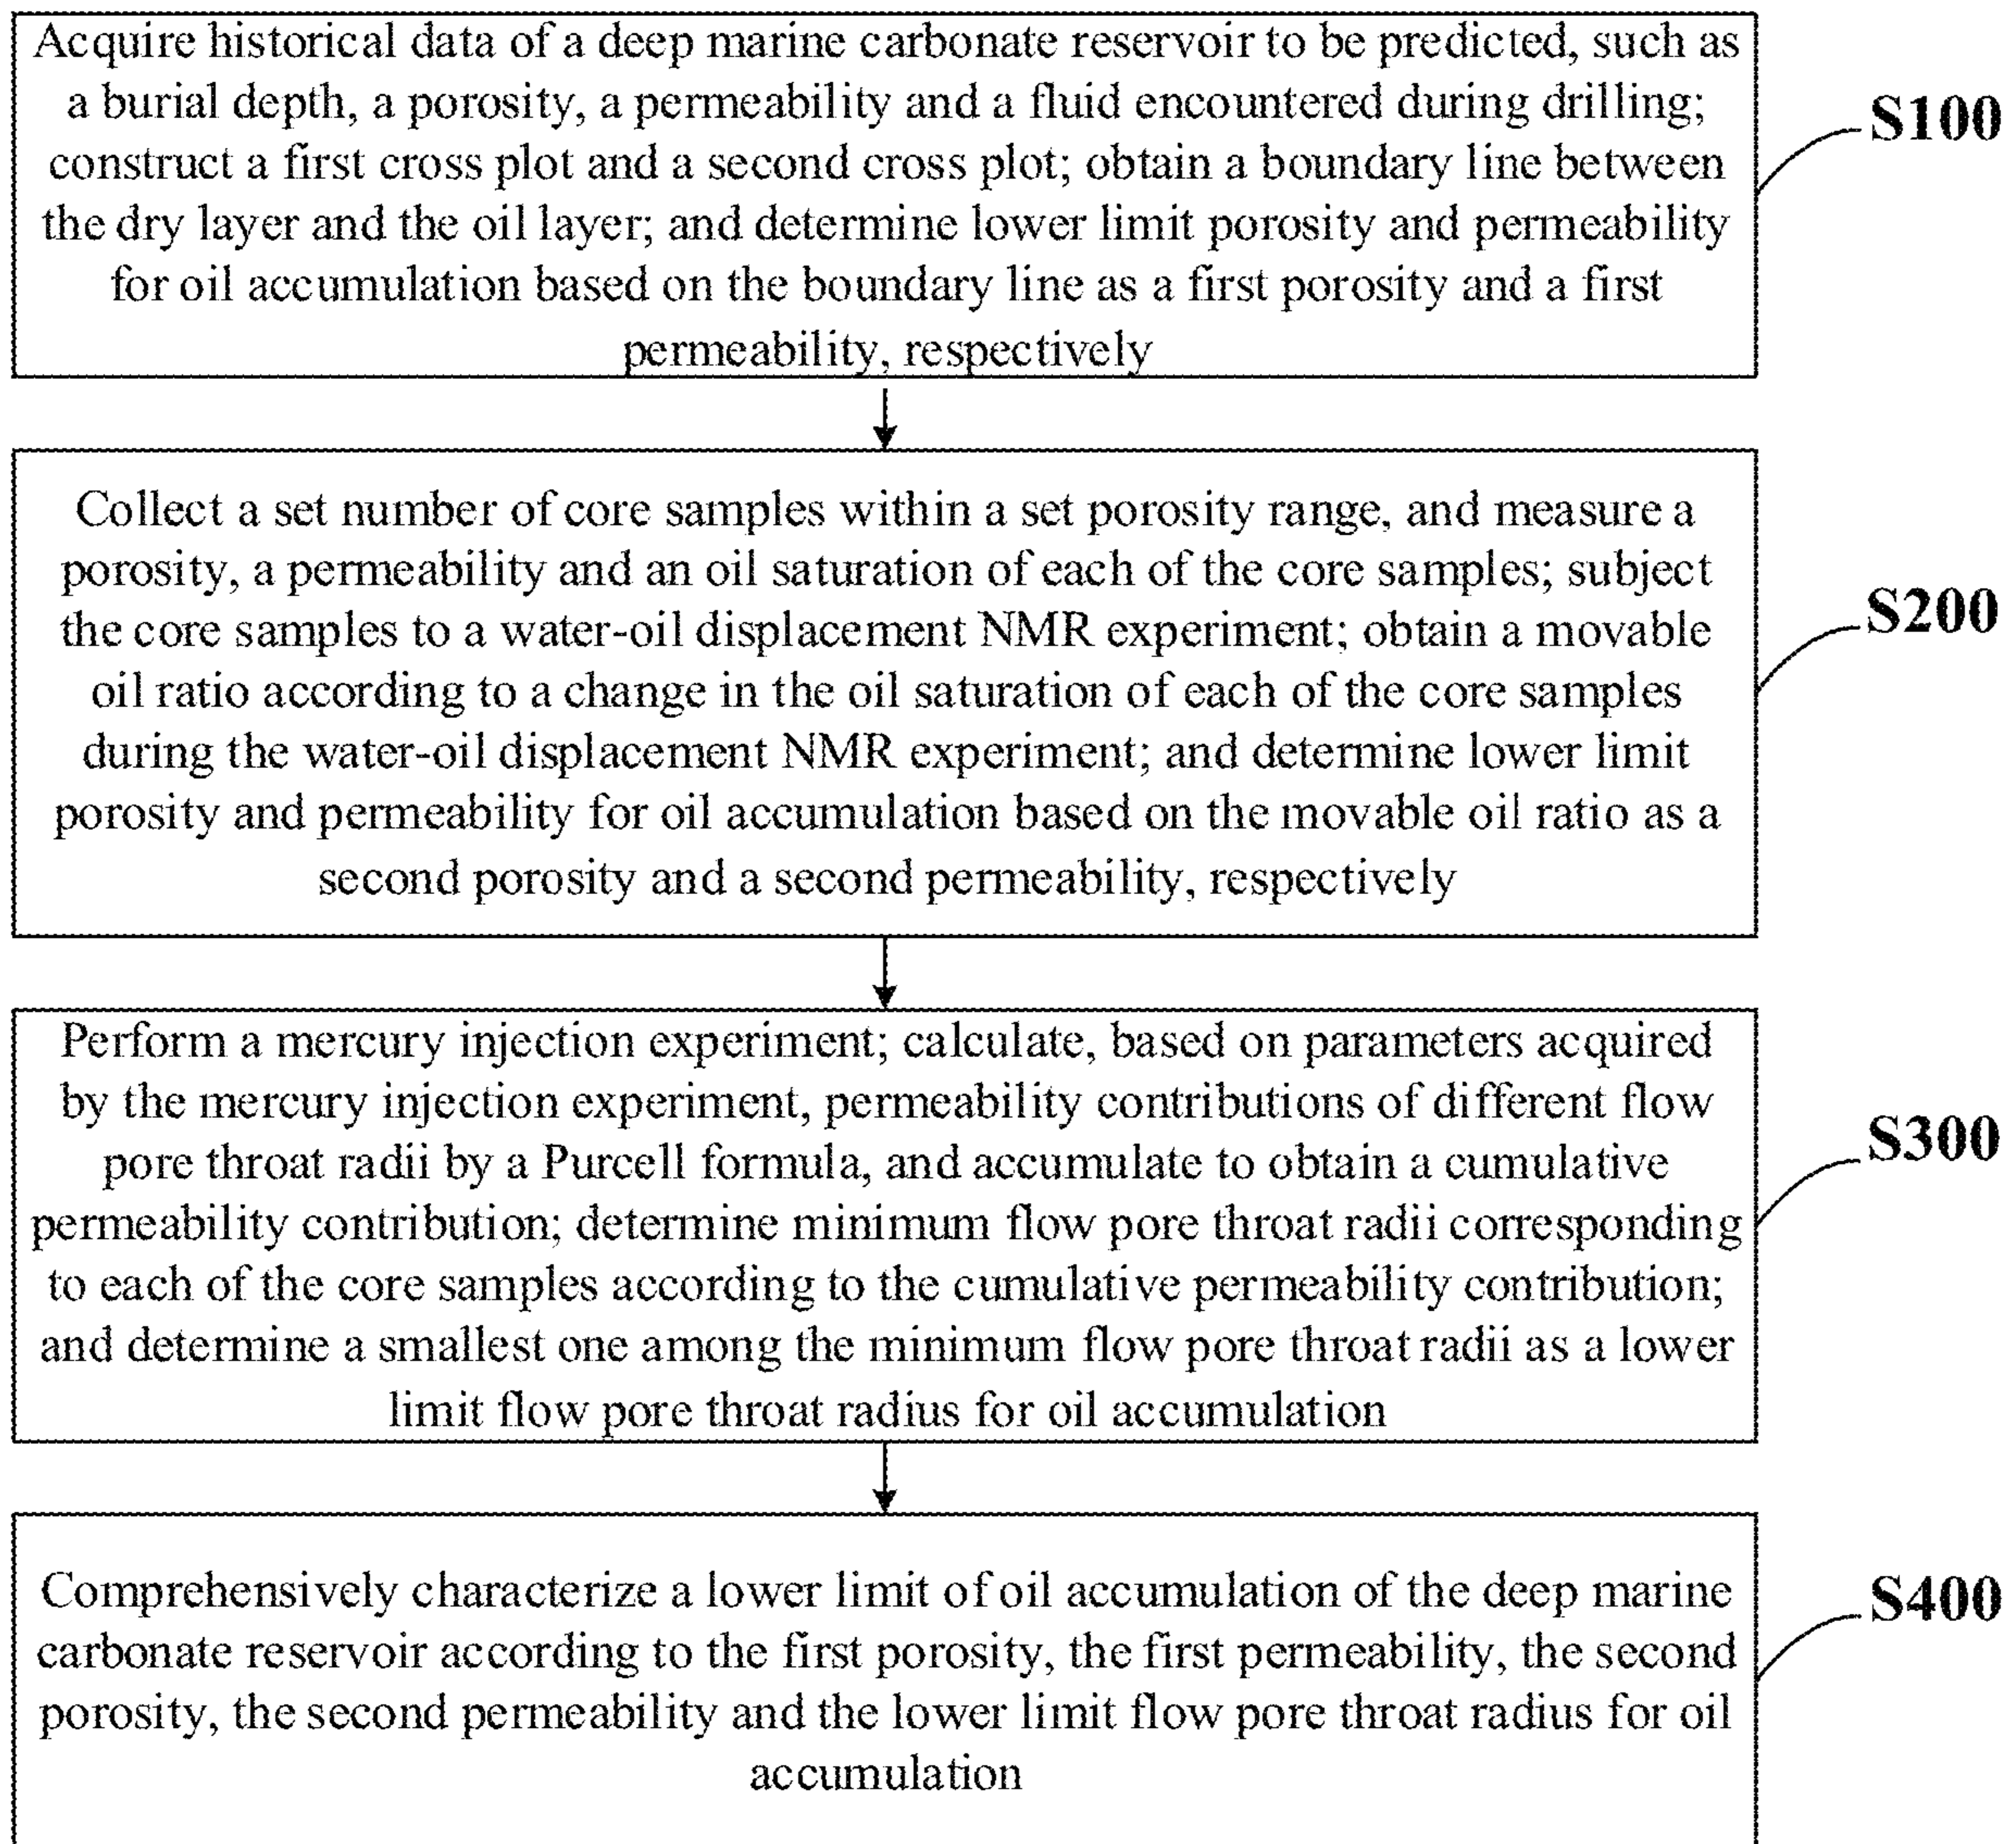 Acquire historical data of a deep marine carbonate reservoir to be predicted, such as
a burial depth, a porosity, a permeability and a fluid encountered during drilling;
construct a first cross plot and a second cross plot; obtain a boundary line between
the dry layer and the oil layer; and determine lower limit porosity and permeability
for oil accumulation based on the boundary line as a first porosity and a first
permeability, respectively
S100
Collect a set number of core samples within a set porosity range, and measure a
porosity, a permeability and an oil saturation of each of the core samples; subject
the core samples to a water-oil displacement NMR experiment; obtain a movable
oil ratio according to a change in the oil saturation of each of the core samples
during the water-oil displacement NMR experiment; and determine lower limit
porosity and permeability for oil accumulation based on the movable oil ratio as a
second porosity and a second permeability, respectively
S200
Perform a mercury injection experiment; calculate, based on parameters acquired
by the mercury injection experiment, permeability contributions of different flow
pore throat radii by a Purcell formula, and accumulate to obtain a cumulative
permeability contribution; determine minimum flow pore throat radii corresponding
to each of the core samples according to the cumulative permeability contribution;
and determine a smallest one among the minimum flow pore throat radii as a lower
limit flow pore throat radius for oil accumulation
S300
Comprehensively characterize a lower limit of oil accumulation of the deep marine
carbonate reservoir according to the first porosity, the first permeability, the second
porosity, the second permeability and the lower limit flow pore throat radius for oil
accumulation
S400